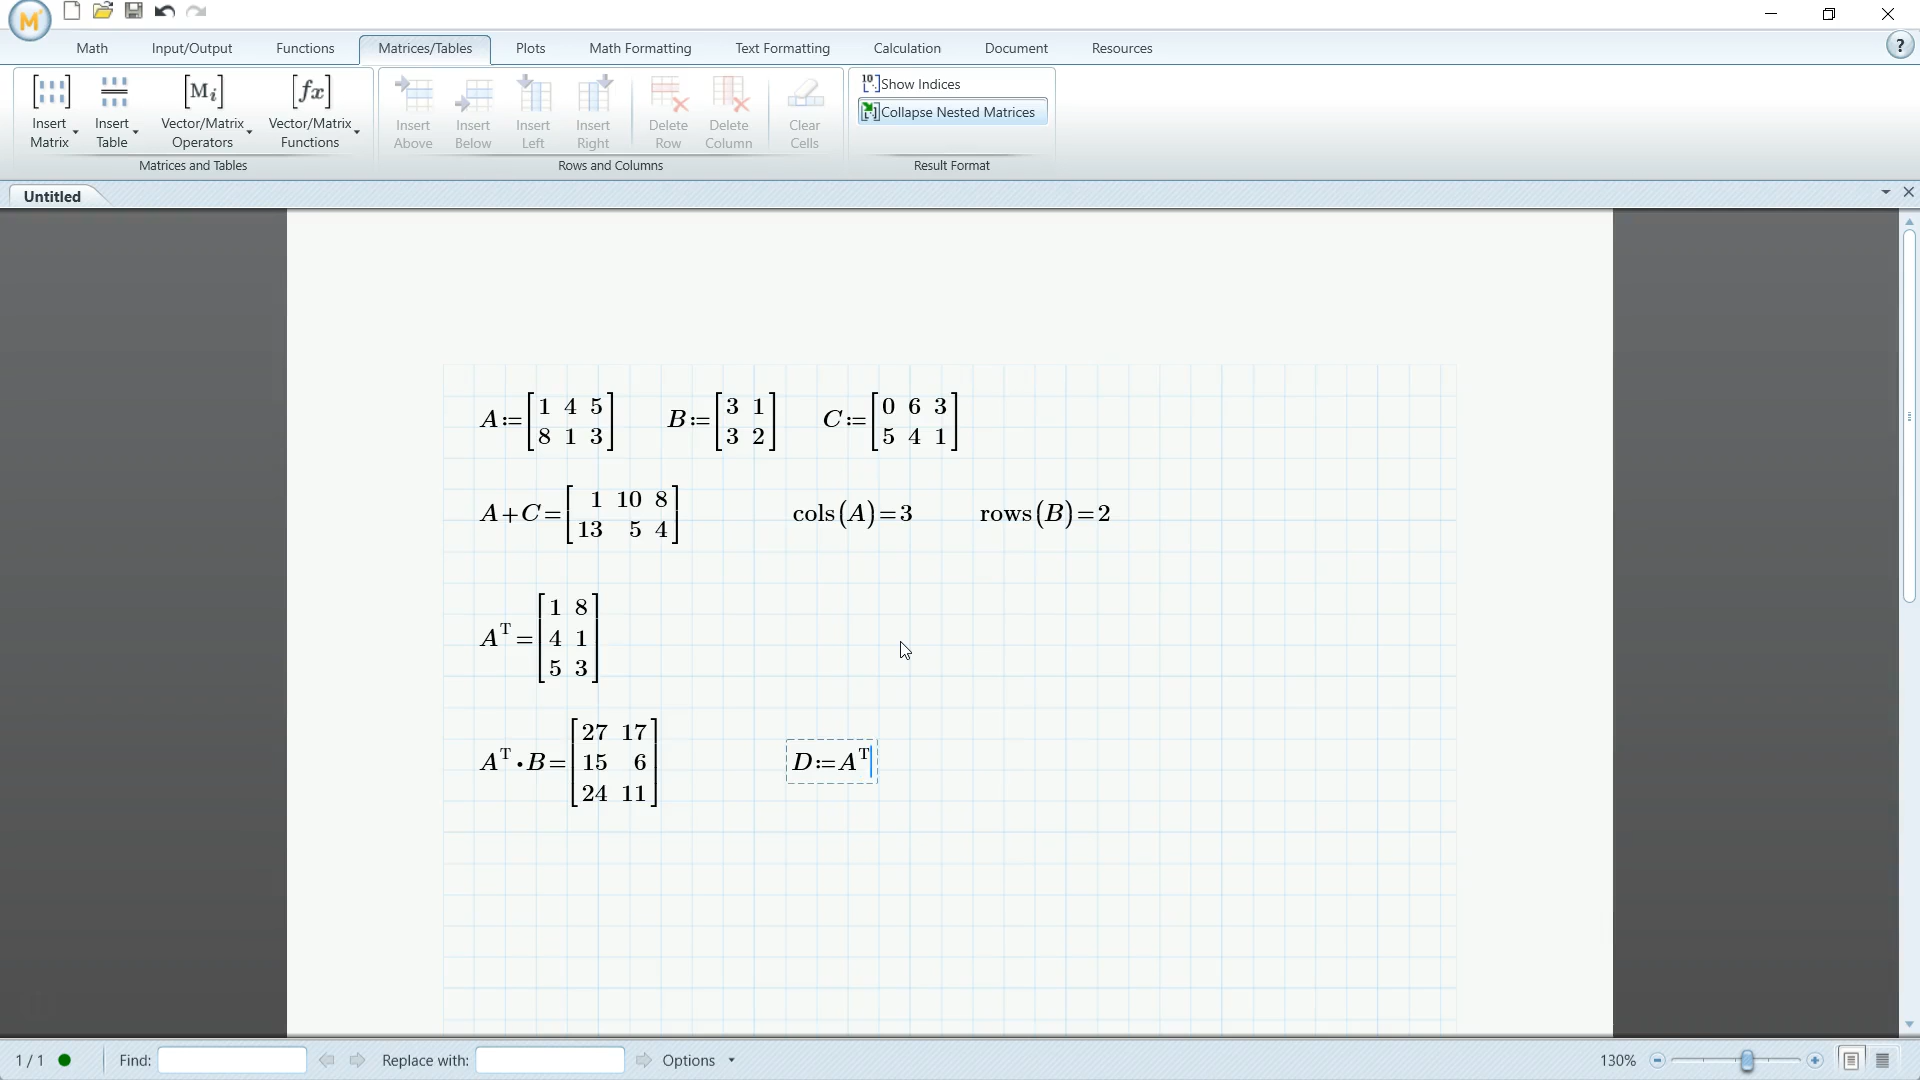 Math Input/Output Functions Matrices/Tables Plots Math Formatting Text Formatting Calculation Document Resources
?
Insert Matrix
Insert Table
[Mᵢ] Vector/Matrix Operators
[fx] Vector/Matrix Functions
Insert Above
Insert Below
Insert Left
Insert Right
Delete Row
Delete Column
Clear Cells
Show Indices
Collapse Nested Matrices
Matrices and Tables
Rows and Columns
Result Format
Untitled
A:=[1 4 5
8 1 3]
B:=[3 1
3 2]
C:=[0 6 3
5 4 1]
A+C=[1 10 8
13 5 4]
cols(A)=3
rows(B)=2
Aᵀ=[1 8
4 1
5 3]
Aᵀ·B=[27 17
15 6
24 11]
D:=Aᵀ
1 / 1 Find: Replace with: Options 130%